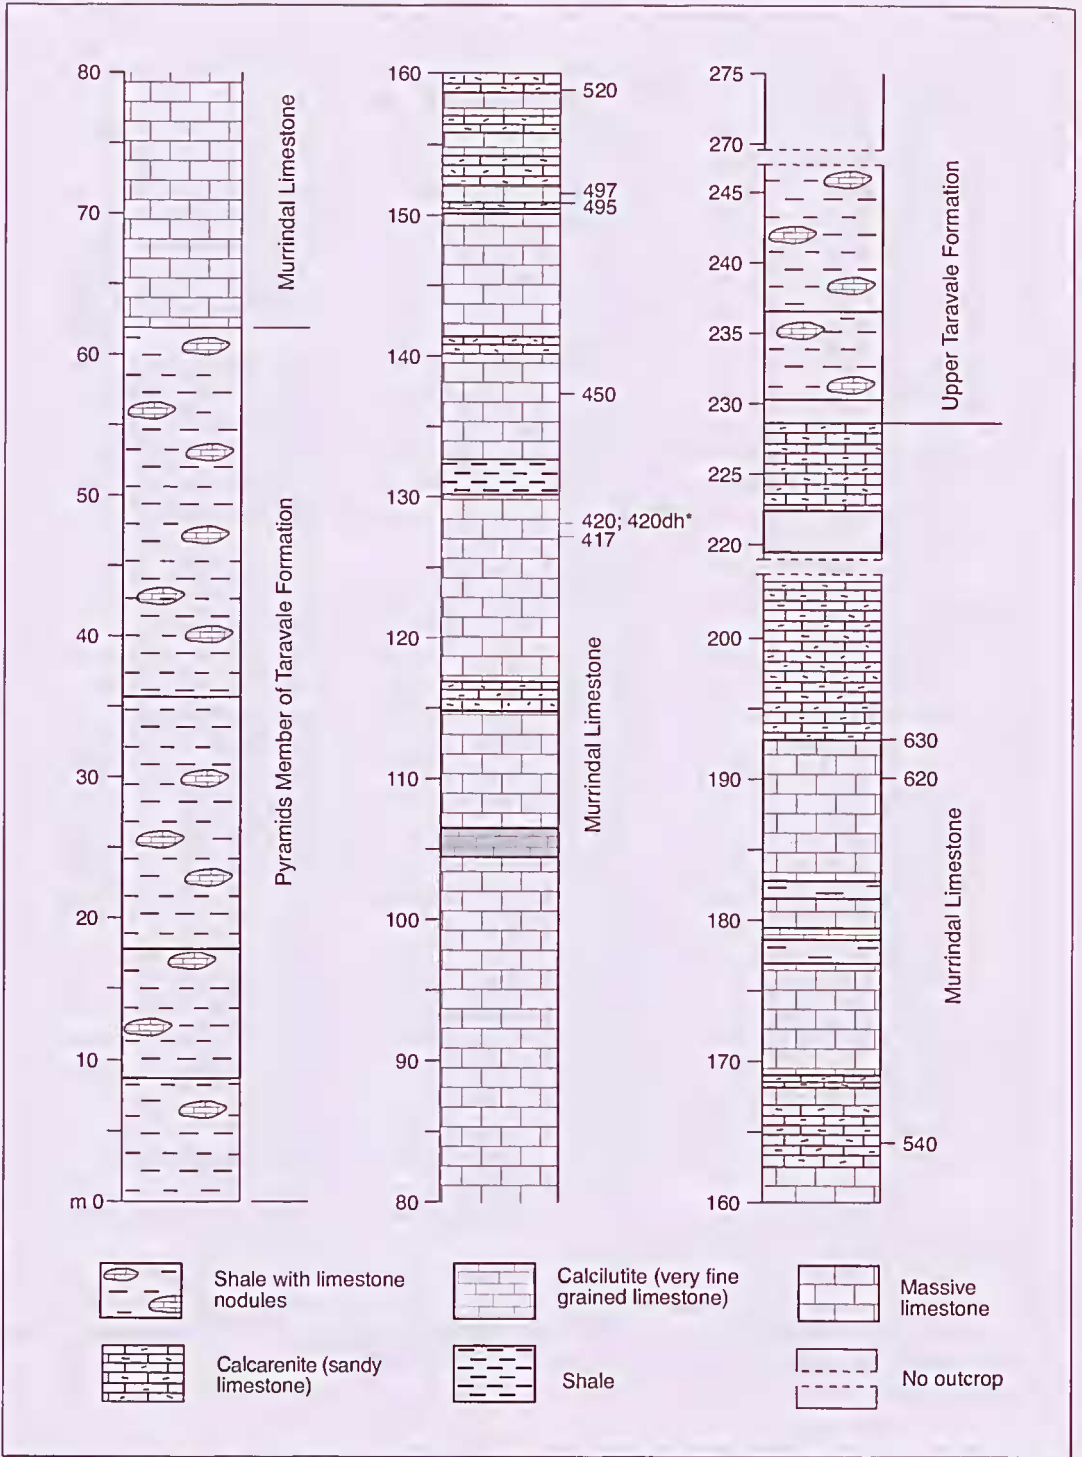 80
70
60
50
40
30
20
10
m 0
Murrindal Limestone
Pyramids Member of Taravale Formation
160
150
140
130
120
110
100
90
80
520
497
495
450
420; 420dh*
417
Murrindal Limestone
275
270
245
240
235
230
225
220
200
190
180
170
160
630
620
540
Upper Taravale Formation
Murrindal Limestone
Shale with limestone
nodules
Calcilutite (very fine
grained limestone)
Massive
limestone
Calcarenite (sandy
limestone)
Shale
No outcrop